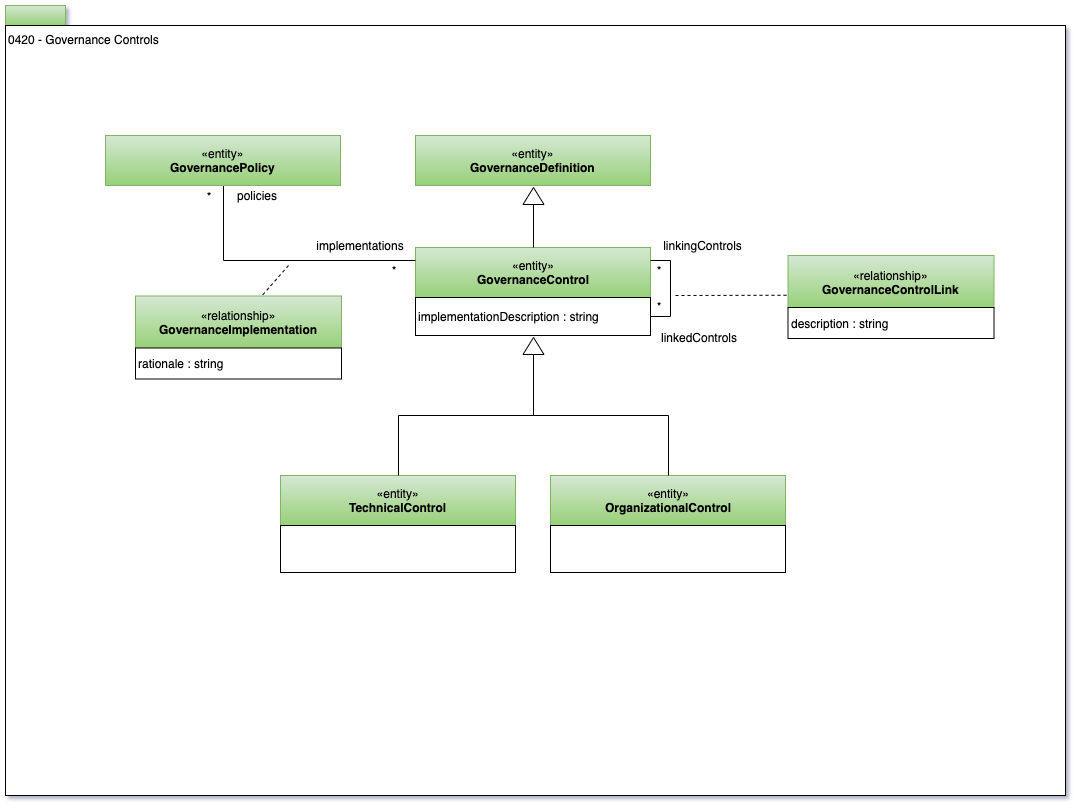 0420 - Governance Controls
«entity»
GovernancePolicy
«entity»
GovernanceDefinition
*
policies
implementations
*
«entity»
GovernanceControl
implementationDescription : string
linkingControls
*
*
linkedControls
«relationship»
GovernanceControlLink
description : string
«relationship»
GovernanceImplementation
rationale : string
«entity»
TechnicalControl
«entity»
OrganizationalControl